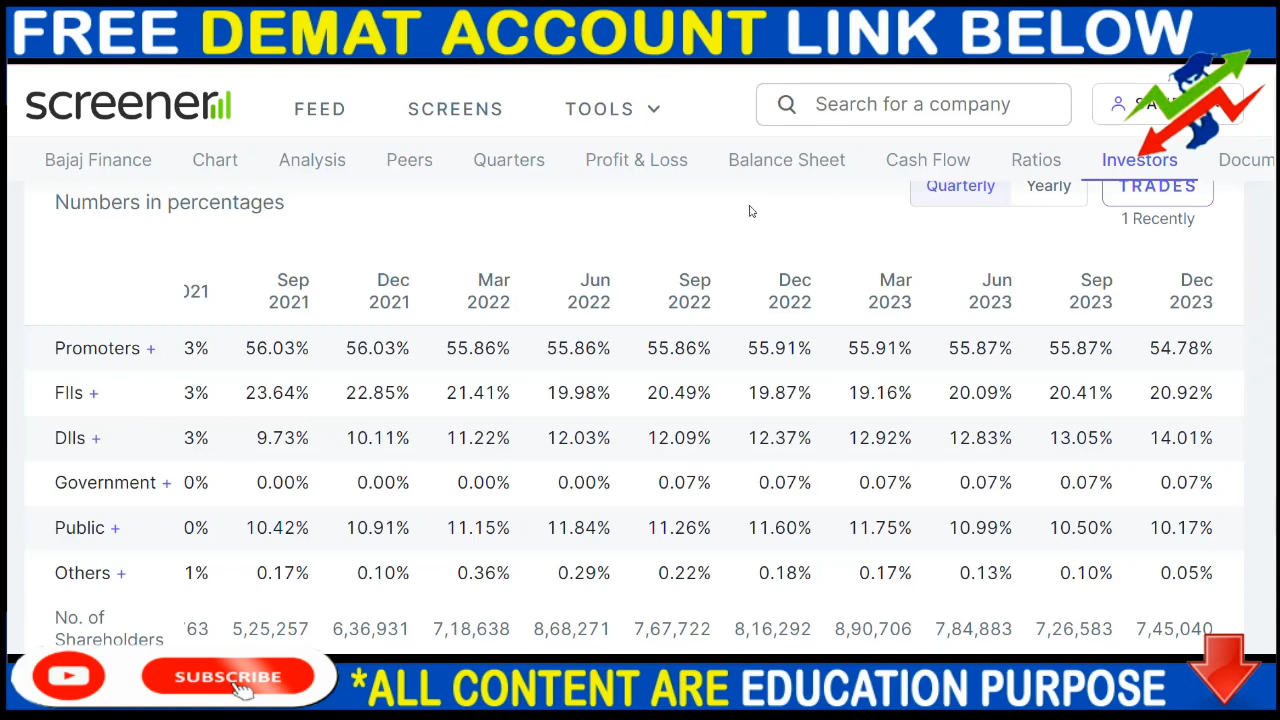 FREE DEMAT ACCOUNT LINK BELOW
screener FEED SCREENS TOOLS Search for a company
Bajaj Finance Chart Analysis Peers Quarters Profit & Loss Balance Sheet Cash Flow Ratios Investors Docum
Numbers in percentages Quarterly Yearly TRADES
1 Recently
Sep Dec Mar Jun Sep Dec Mar Jun Sep Dec
021 2021 2021 2022 2022 2022 2022 2023 2023 2023 2023
Promoters + 3% 56.03% 56.03% 55.86% 55.86% 55.86% 55.91% 55.91% 55.87% 55.87% 54.78%
FIIs + 3% 23.64% 22.85% 21.41% 19.98% 20.49% 19.87% 19.16% 20.09% 20.41% 20.92%
DIIs + 3% 9.73% 10.11% 11.22% 12.03% 12.09% 12.37% 12.92% 12.83% 13.05% 14.01%
Government + 0% 0.00% 0.00% 0.00% 0.00% 0.07% 0.07% 0.07% 0.07% 0.07% 0.07%
Public + 0% 10.42% 10.91% 11.15% 11.84% 11.26% 11.60% 11.75% 10.99% 10.50% 10.17%
Others + 1% 0.17% 0.10% 0.36% 0.29% 0.22% 0.18% 0.17% 0.13% 0.10% 0.05%
No. of
Shareholders 63 5,25,257 6,36,931 7,18,638 8,68,271 7,67,722 8,16,292 8,90,706 7,84,883 7,26,583 7,45,040
SUBSCRIBE *ALL CONTENT ARE EDUCATION PURPOSE